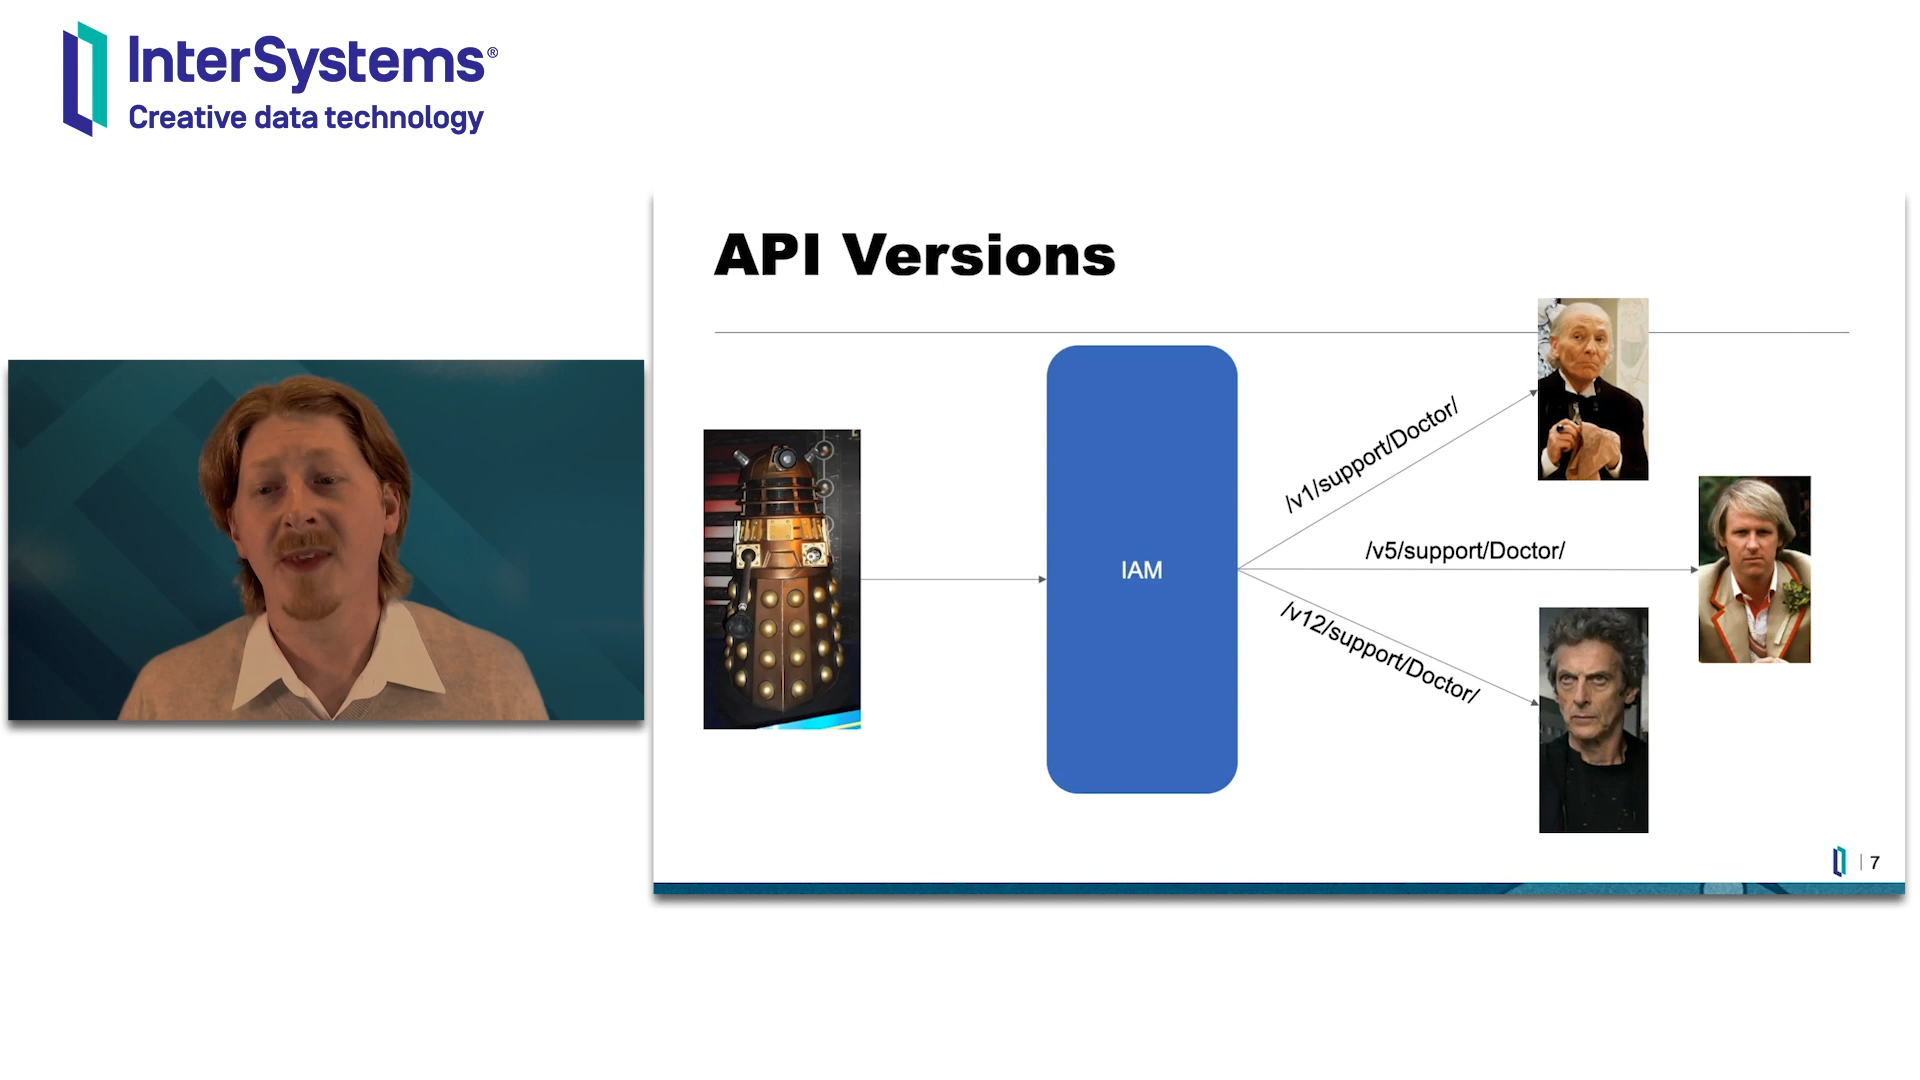 InterSystems®
Creative data technology
API Versions
IAM
/v1/support/Doctor/
/v5/support/Doctor/
/v12/support/Doctor/
7